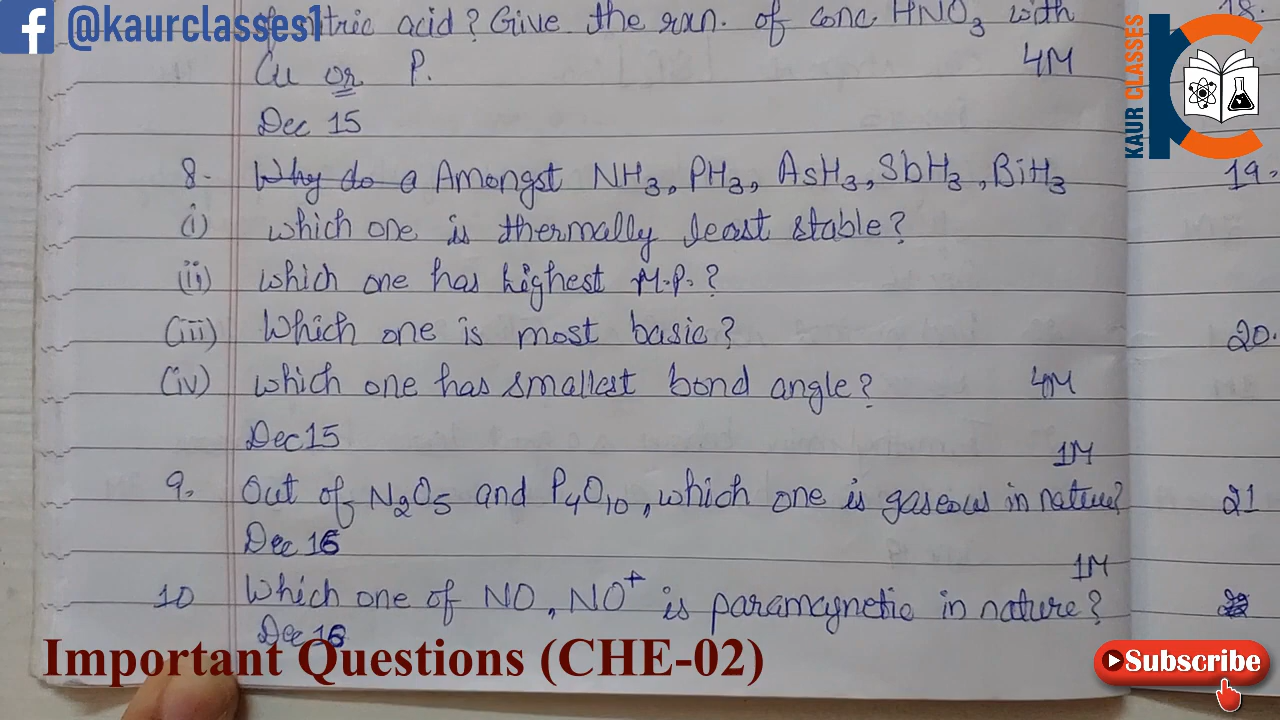 @kaurclasses1
acid? Give the rxn. of conc. HNO3 with
Cu or P. 4M
Dec 15
8. Why do a Amongst NH3, PH3, AsH3, SbH3, BiH3
(i) which one is thermally least stable?
(ii) which one has highest M.P.?
(iii) Which one is most basic?
(iv) which one has smallest bond angle? 4M
Dec 15
1M
9. Out of N2O5 and P4O10, which one is gaseous in nature?
Dec 16
1M
10 Which one of NO, NO+ is paramagnetic in nature?
Dec 16
18.
19.
20.
21
KAUR CLASSES
Important Questions (CHE-02)
Subscribe